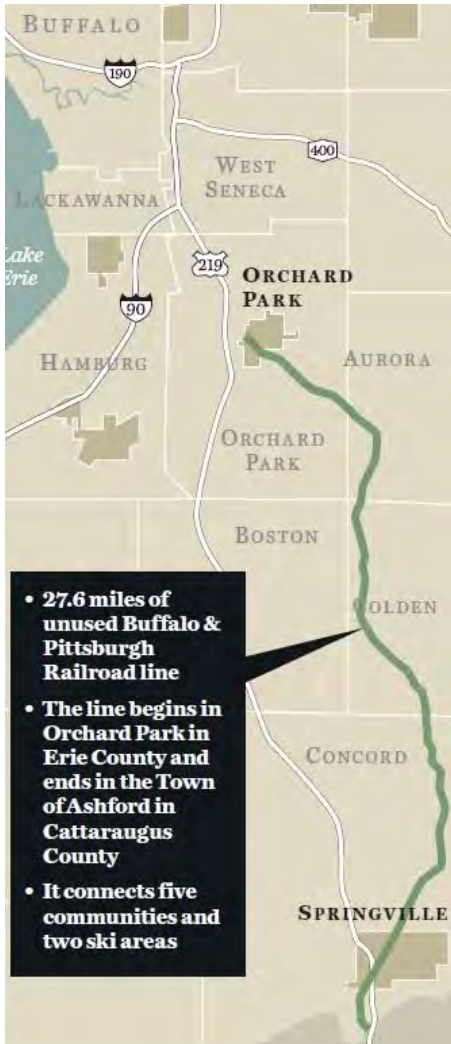 BUFFALO
190
400
WEST
SENECA
LACKAWANNA
Lake
Erie
219
ORCHARD
PARK
90
HAMBURG
AURORA
ORCHARD
PARK
BOSTON
• 27.6 miles of
unused Buffalo &
Pittsburgh
Railroad line
• The line begins in
Orchard Park in
Erie County and
ends in the Town
of Ashford in
Cattaraugus
County
• It connects five
communities and
two ski areas
COLDEN
CONCORD
SPRINGVILLE